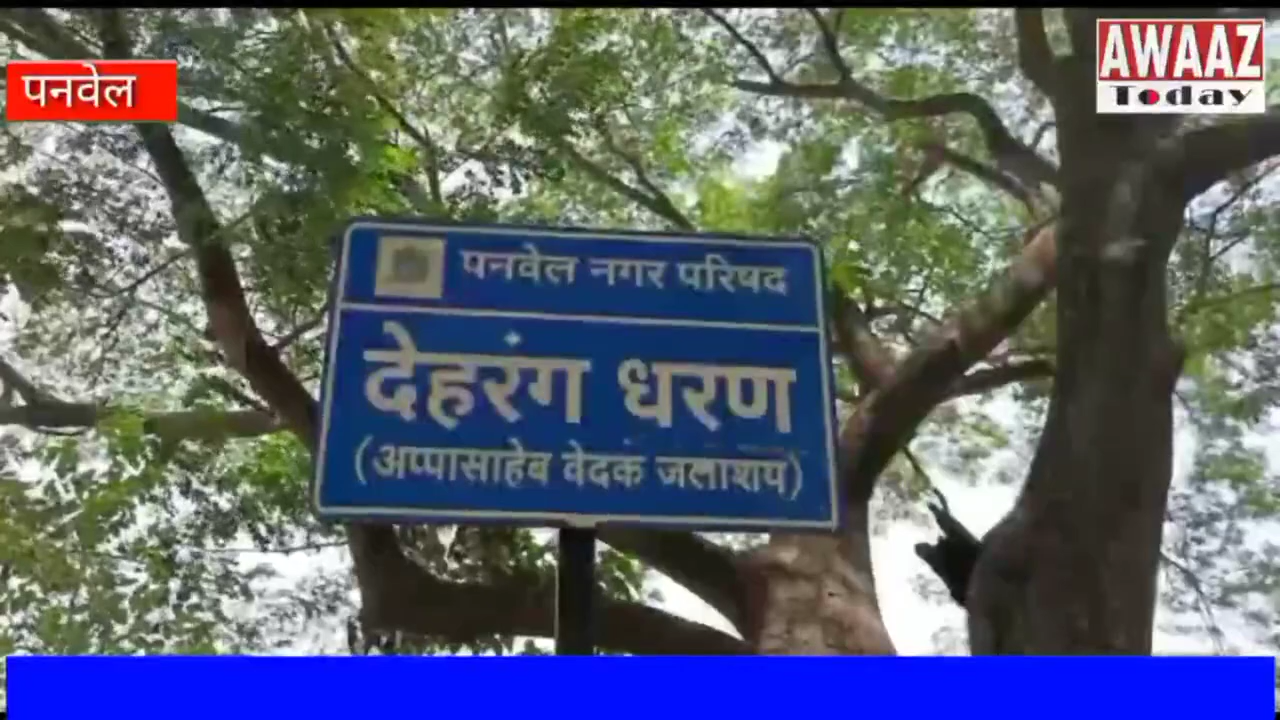 पनवेल
AWAAZ
Today
पनवेल नगर परिषद
देहरंग धरण
(अप्पासाहेब वेदक जलाशय)